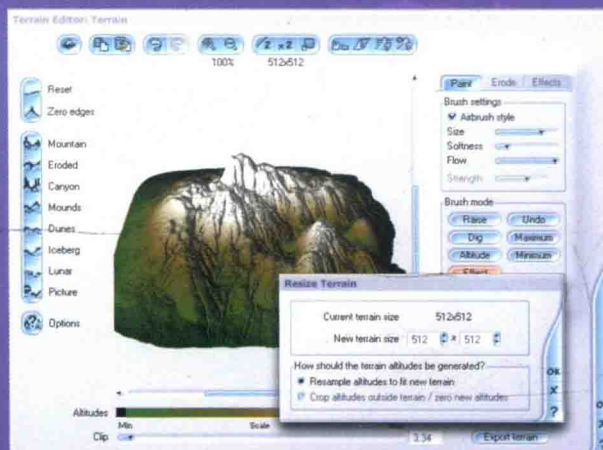 Terrain Editor: Terrain
/2 x2
100% 512x512
Reset
Zero edges
Mountain
Eroded
Canyon
Mounds
Dunes
Iceberg
Lunar
Picture
Options
Paint Erode Effects
Brush settings
Airbrush style
Size
Softness
Flow
Strength
Brush mode
Raise Undo
Dig Maximum
Altitude Minimum
Effect
Resize Terrain
Current terrain size 512x512
New terrain size 512 x 512
How should the terrain altitudes be generated?
Resample altitudes to fit new terrain
Crop altitudes outside terrain / zero new altitudes
OK
X
?
Altitudes
Min Scale
Clip 3.34 Export terrain